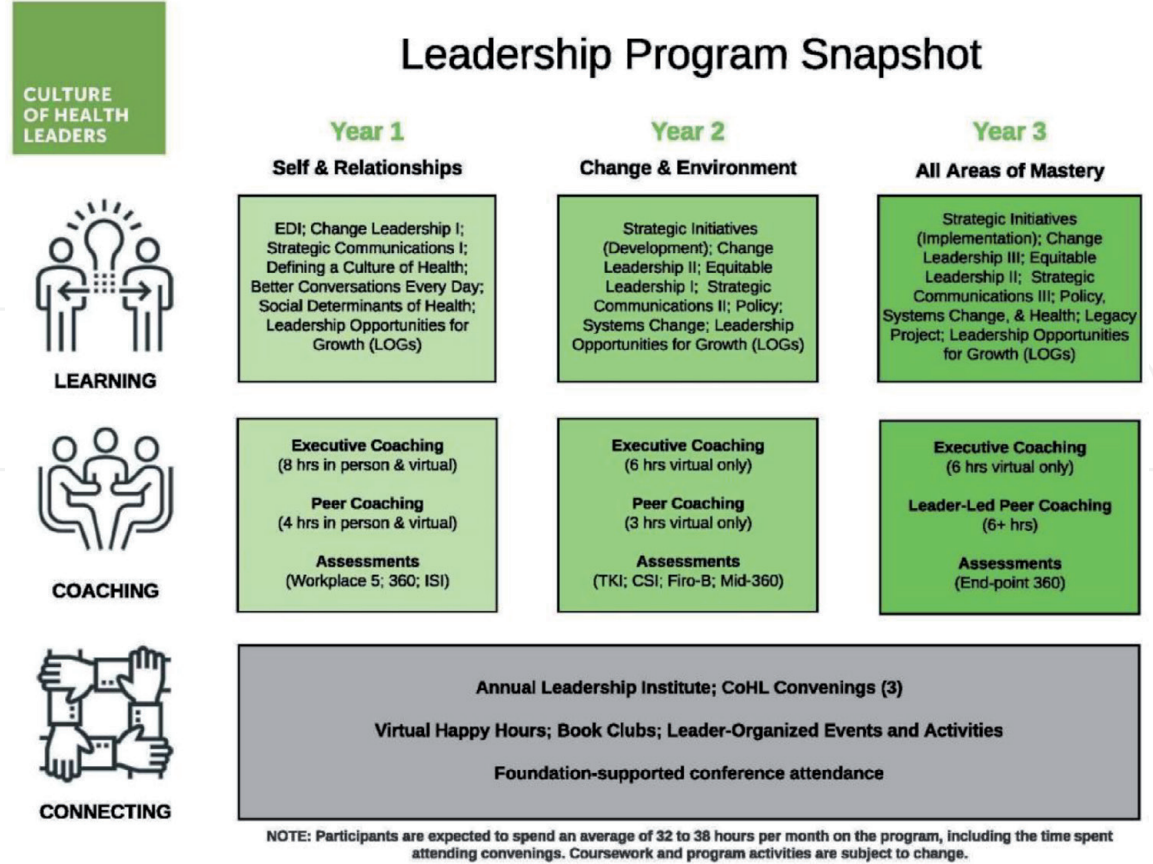 CULTURE
OF HEALTH
LEADERS
Leadership Program Snapshot
Year 1
Self & Relationships
Year 2
Change & Environment
Year 3
All Areas of Mastery
LEARNING
EDI; Change Leadership I;
Strategic Communications I;
Defining a Culture of Health;
Better Conversations Every Day;
Social Determinants of Health;
Leadership Opportunities for
Growth (LOGs)
Strategic Initiatives
(Development); Change
Leadership II; Equitable
Leadership I; Strategic
Communications II; Policy;
Systems Change; Leadership
Opportunities for Growth (LOGs)
Strategic Initiatives
(Implementation); Change
Leadership III; Equitable
Leadership II; Strategic
Communications III; Policy,
Systems Change, & Health; Legacy
Project; Leadership Opportunities
for Growth (LOGs)
COACHING
Executive Coaching
(8 hrs in person & virtual)
Peer Coaching
(4 hrs in person & virtual)
Assessments
(Workplace 5; 360; ISI)
Executive Coaching
(6 hrs virtual only)
Peer Coaching
(3 hrs virtual only)
Assessments
(TKI; CSI; Firo-B; Mid-360)
Executive Coaching
(6 hrs virtual only)
Leader-Led Peer Coaching
(6+ hrs)
Assessments
(End-point 360)
CONNECTING
Annual Leadership Institute; CoHL Convenings (3)
Virtual Happy Hours; Book Clubs; Leader-Organized Events and Activities
Foundation-supported conference attendance
NOTE: Participants are expected to spend an average of 32 to 38 hours per month on the program, including the time spent
attending convenings. Coursework and program activities are subject to change.